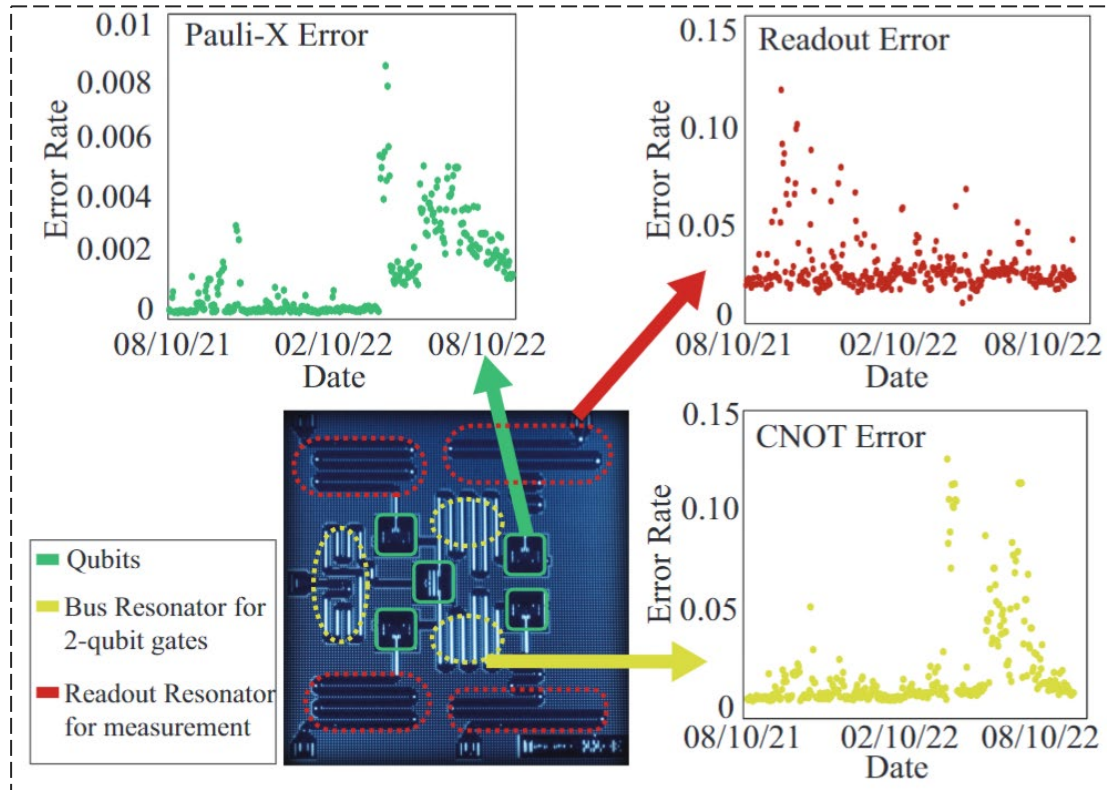 Pauli-X Error
Error Rate
0.01
0.008
0.006
0.004
0.002
0
08/10/21
02/10/22
08/10/22
Date
Readout Error
Error Rate
0.15
0.10
0.05
0
08/10/21
02/10/22
08/10/22
Date
CNOT Error
Error Rate
0.15
0.10
0.05
0
08/10/21
02/10/22
08/10/22
Date
Qubits
Bus Resonator for
2-qubit gates
Readout Resonator
for measurement